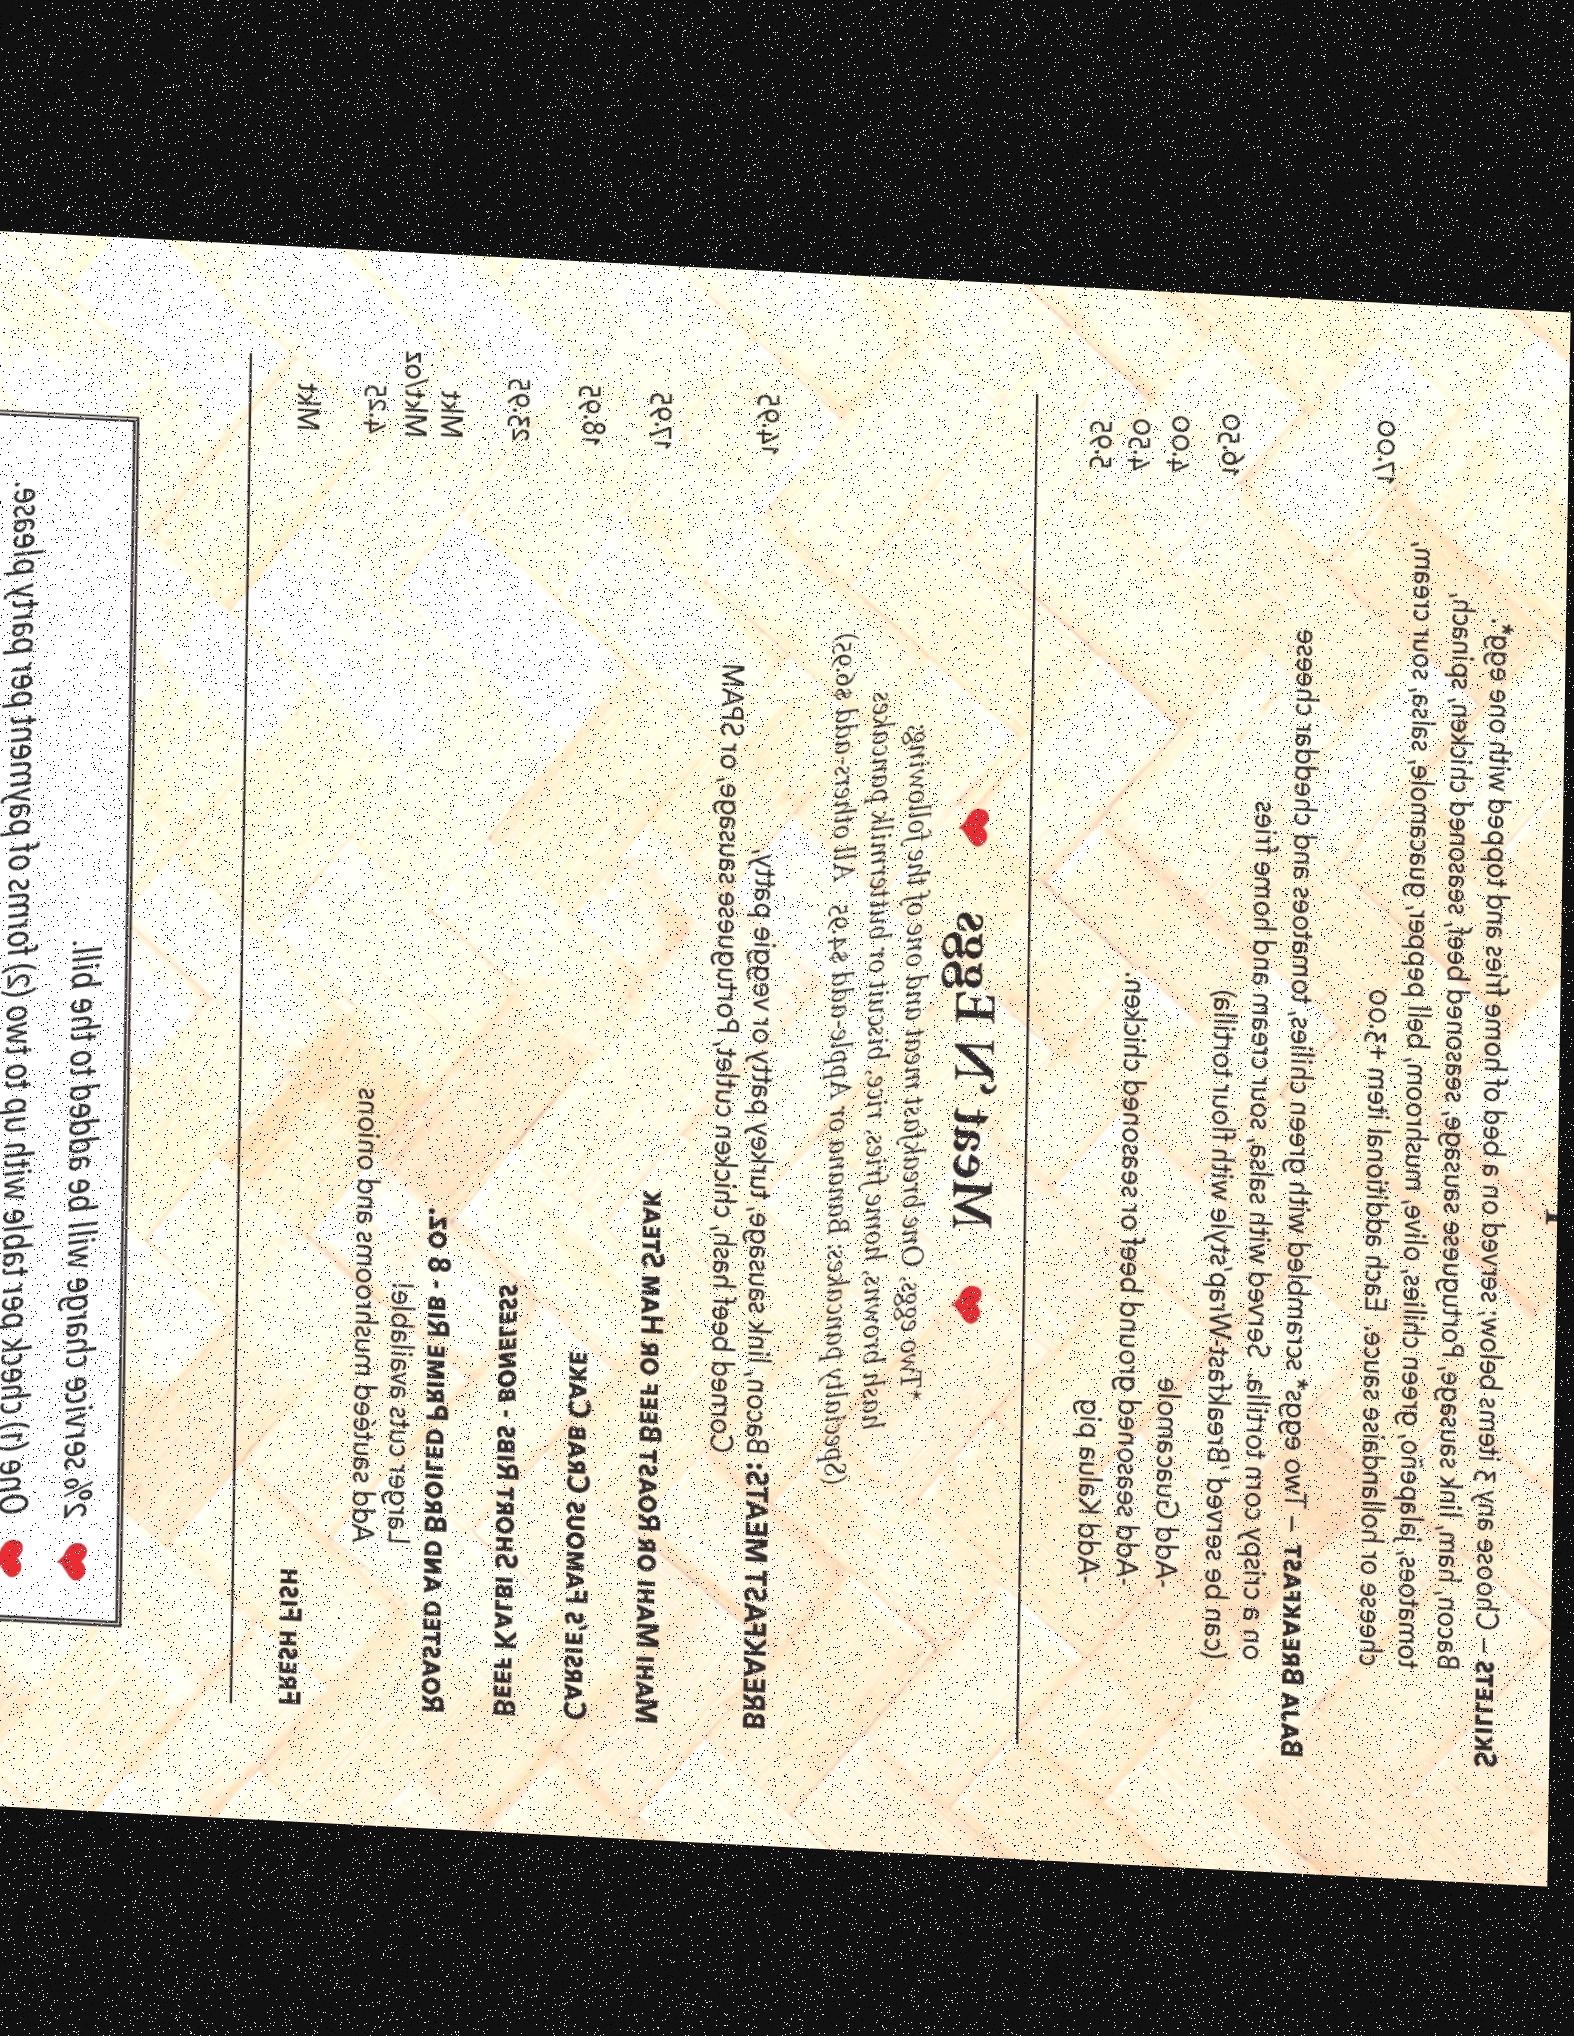 SKILLETS – Choose any 3 items below; served on a bed of home fries and topped with one egg.*
Bacon, ham, link sausage, Portuguese sausage, seasoned beef, seasoned chicken, spinach,
tomatoes, jalapeño, green chilies, olive, mushroom, bell pepper, guacamole, salsa, sour cream,
cheese or hollandaise sauce. Each additional item +3.00 17.00
BAJA BREAKFAST – Two eggs* scrambled with green chilies, tomatoes and cheddar cheese
on a crispy corn tortilla. Served with salsa, sour cream and home fries
(can be served Breakfast-Wrap style with flour tortilla) 16.50
-Add Guacamole 4.00
-Add seasoned ground beef or seasoned chicken. 4.50
-Add Kalua pig 5.95
Meat 'N Eggs
*Two eggs, One breakfast meat and one of the following:
hash browns, home fries, rice, biscuit or buttermilk pancakes
(Specialty pancakes: Banana or Apple-add $4.95 All others-add $6.95)
BREAKFAST MEATS: Bacon, link sausage, turkey patty or veggie patty, 14.95
Corned beef hash, chicken cutlet, Portuguese sausage, or SPAM
MAHI MAHI OR ROAST BEEF OR HAM STEAK 17.95
CARSIE'S FAMOUS CRAB CAKE 18.95
BEEF KALBI SHORT RIBS - BONELESS 23.95
ROASTED AND BROILED PRIME RIB - 8 OZ. Mkt
Larger cuts available! Mkt/oz
Add sautéed mushrooms and onions 4.25
FRESH FISH Mkt
2% service charge will be added to the bill.
One (1) check per table with up to two (2) forms of payment per party please.